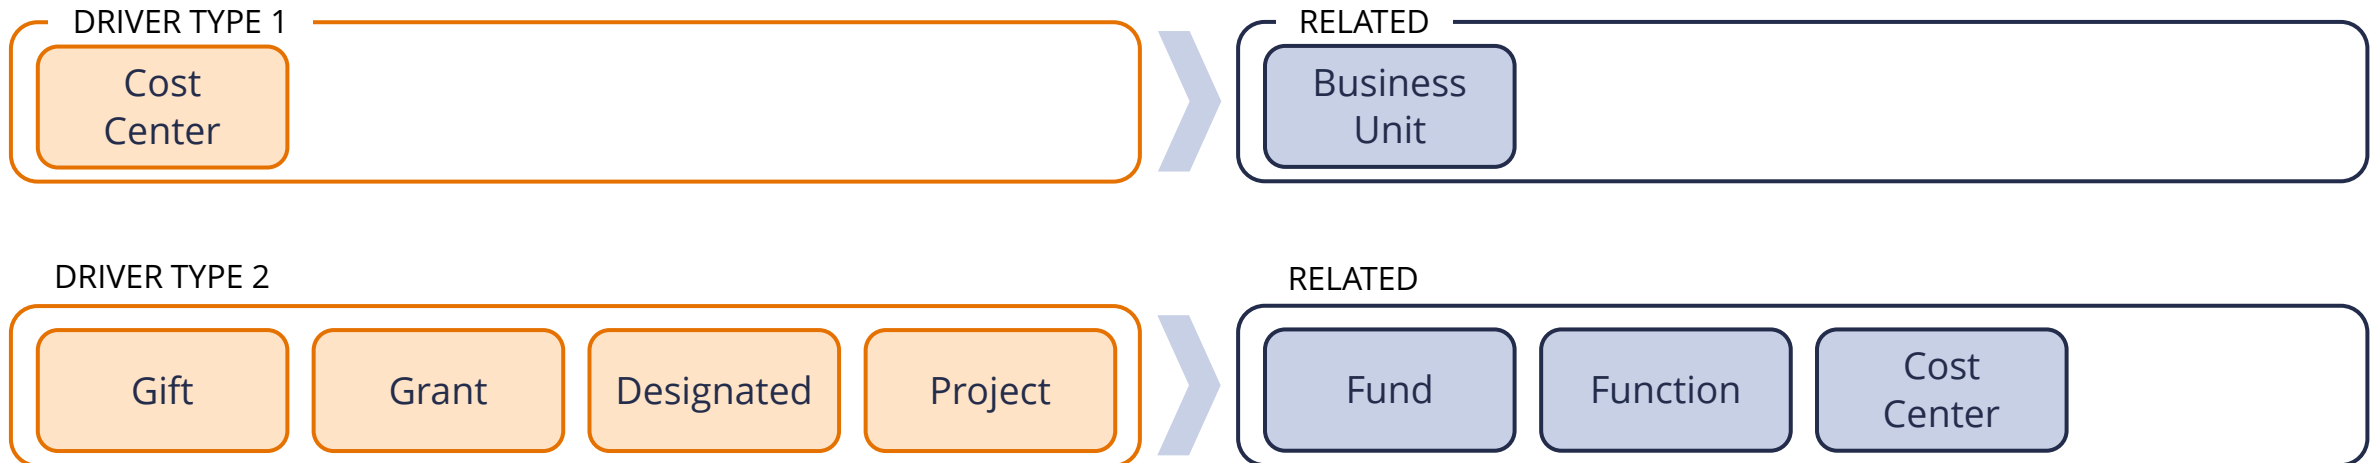 DRIVER TYPE 1
Cost
Center
RELATED
Business
Unit
DRIVER TYPE 2
Gift
Grant
Designated
Project
RELATED
Fund
Function
Cost
Center